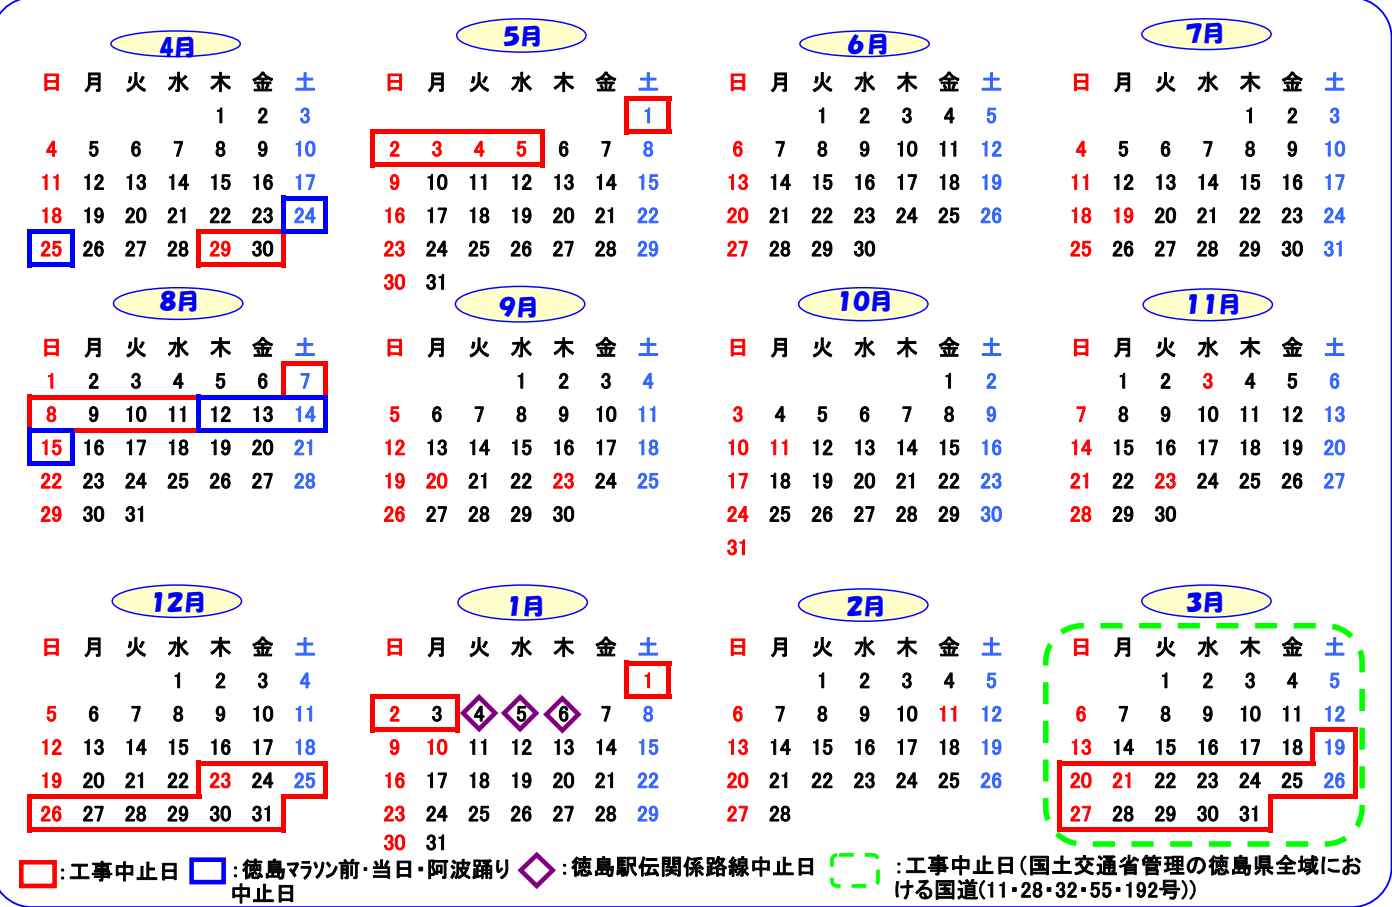 4月 5月 6月 7月
日 月 火 水 木 金 土 日 月 火 水 木 金 土 日 月 火 水 木 金 土 日 月 火 水 木 金 土
1 2 3 1 1 2 3 4 5 1 2 3
4 5 6 7 8 9 10 2 3 4 5 6 7 8 6 7 8 9 10 11 12 4 5 6 7 8 9 10
11 12 13 14 15 16 17 9 10 11 12 13 14 15 13 14 15 16 17 18 19 11 12 13 14 15 16 17
18 19 20 21 22 23 24 16 17 18 19 20 21 22 20 21 22 23 24 25 26 18 19 20 21 22 23 24
25 26 27 28 29 30 23 24 25 26 27 28 29 27 28 29 30 25 26 27 28 29 30 31
30 31
8月 9月 10月 11月
日 月 火 水 木 金 土 日 月 火 水 木 金 土 日 月 火 水 木 金 土 日 月 火 水 木 金 土
1 2 3 4 5 6 7 1 2 3 4 1 2 1 2 3 4 5 6
8 9 10 11 12 13 14 5 6 7 8 9 10 11 3 4 5 6 7 8 9 7 8 9 10 11 12 13
15 16 17 18 19 20 21 12 13 14 15 16 17 18 10 11 12 13 14 15 16 14 15 16 17 18 19 20
22 23 24 25 26 27 28 19 20 21 22 23 24 25 17 18 19 20 21 22 23 21 22 23 24 25 26 27
29 30 31 26 27 28 29 30 24 25 26 27 28 29 30 28 29 30
31
12月 1月 2月 3月
日 月 火 水 木 金 土 日 月 火 水 木 金 土 日 月 火 水 木 金 土 日 月 火 水 木 金 土
1 2 3 4 1 1 2 3 4 5 1 2 3 4 5
5 6 7 8 9 10 11 2 3 4 5 6 7 8 6 7 8 9 10 11 12 6 7 8 9 10 11 12
12 13 14 15 16 17 18 9 10 11 12 13 14 15 13 14 15 16 17 18 19 13 14 15 16 17 18 19
19 20 21 22 23 24 25 16 17 18 19 20 21 22 20 21 22 23 24 25 26 20 21 22 23 24 25 26
26 27 28 29 30 31 23 24 25 26 27 28 29 27 28 27 28 29 30 31
30 31
:工事中止日
:徳島マラソン前・当日・阿波踊り
中止日
:徳島駅伝関係路線中止日
:工事中止日(国土交通省管理の徳島県全域にお
ける国道(11・28・32・55・192号))